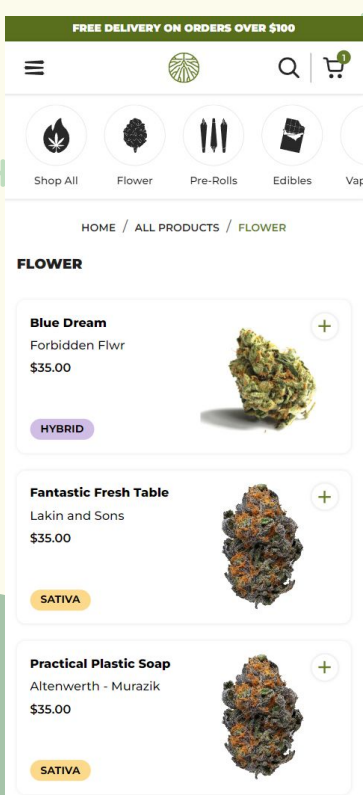 FREE DELIVERY ON ORDERS OVER $100
1
Shop All Flower Pre-Rolls Edibles
HOME / ALL PRODUCTS / FLOWER
FLOWER
Blue Dream
Forbidden Flwr
$35.00
HYBRID
Fantastic Fresh Table
Lakin and Sons
$35.00
SATIVA
Practical Plastic Soap
Altenwerth - Murazik
$35.00
SATIVA